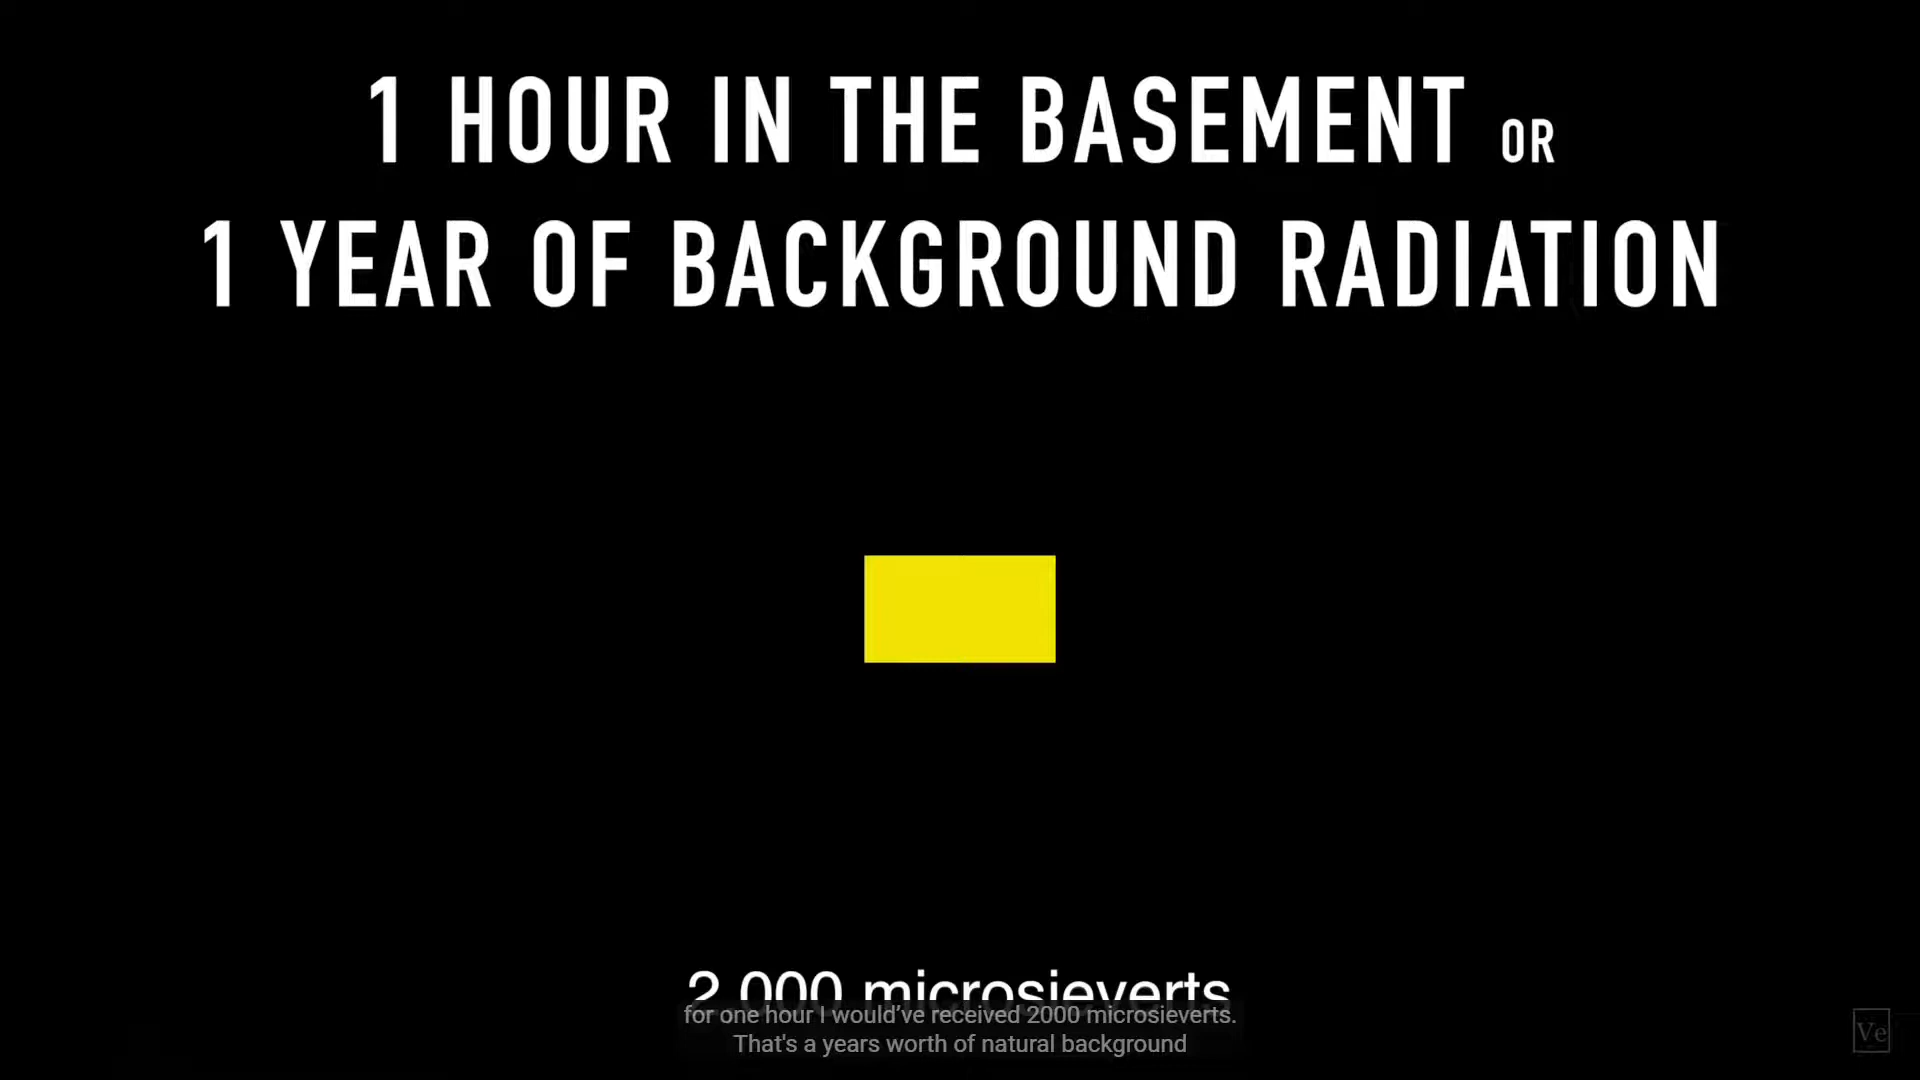 1 HOUR IN THE BASEMENT OR
1 YEAR OF BACKGROUND RADIATION
2,000 microsieverts
for one hour I would've received 2000 microsieverts.
That's a years worth of natural background
Ve